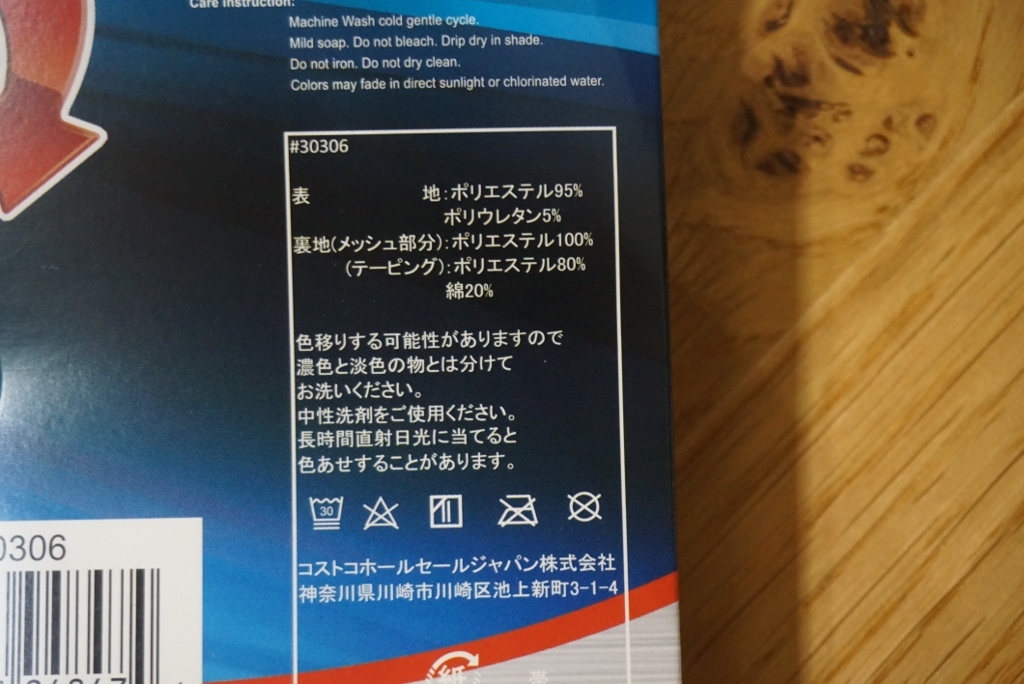 Care Instruction:
Machine Wash cold gentle cycle.
Mild soap. Do not bleach. Drip dry in shade.
Do not iron. Do not dry clean.
Colors may fade in direct sunlight or chlorinated water.
#30306
表 地:ポリエステル95%
ポリウレタン5%
裏地(メッシュ部分):ポリエステル100%
(テーピング):ポリエステル80%
綿20%
色移りする可能性がありますので
濃色と淡色の物とは分けて
お洗いください。
中性洗剤をご使用ください。
長時間直射日光に当てると
色あせすることがあります。
30
コストコホールセールジャパン株式会社
神奈川県川崎市川崎区池上新町3-1-4
0306
紙